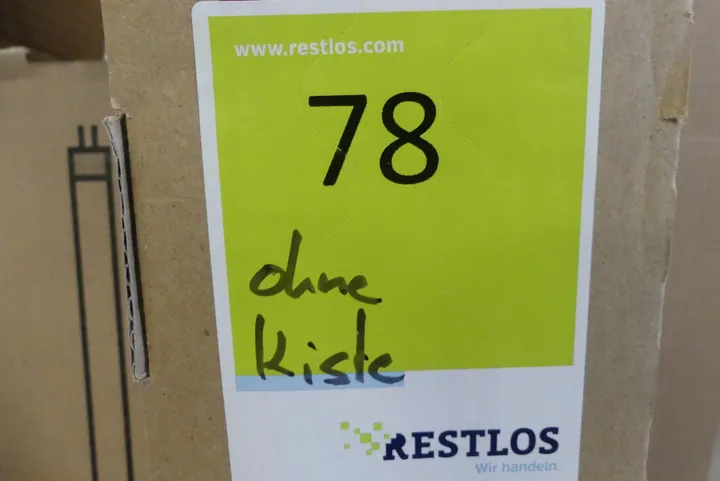 www.restlos.com
78
ohne
Kiste
RESTLOS
Wir handeln.